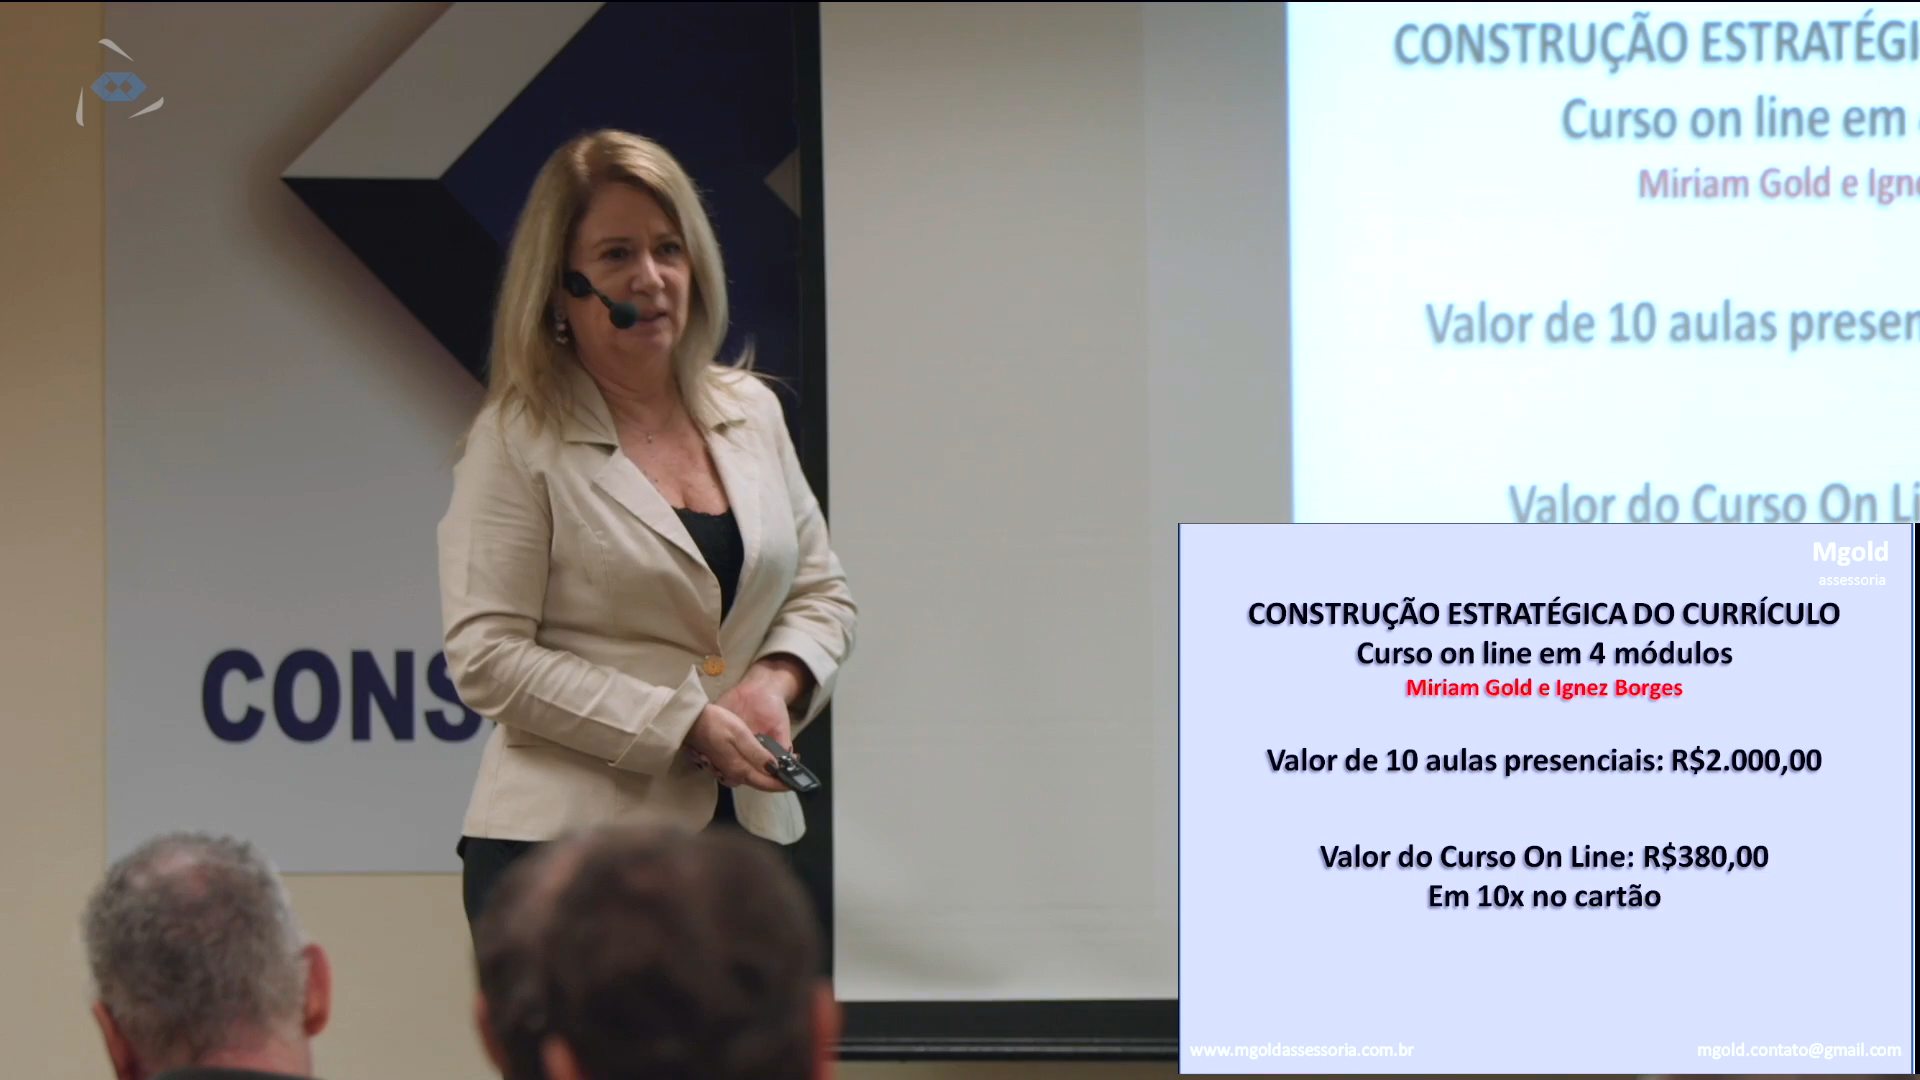 CONSTRUÇÃO ESTRATÉGI
Curso on line em
Miriam Gold e Igne
Valor de 10 aulas presen
Valor do Curso On Li
CONS
Mgold
assessoria
CONSTRUÇÃO ESTRATÉGICA DO CURRÍCULO
Curso on line em 4 módulos
Miriam Gold e Ignez Borges
Valor de 10 aulas presenciais: R$2.000,00
Valor do Curso On Line: R$380,00
Em 10x no cartão
www.mgoldassessoria.com.br
mgold.contato@gmail.com